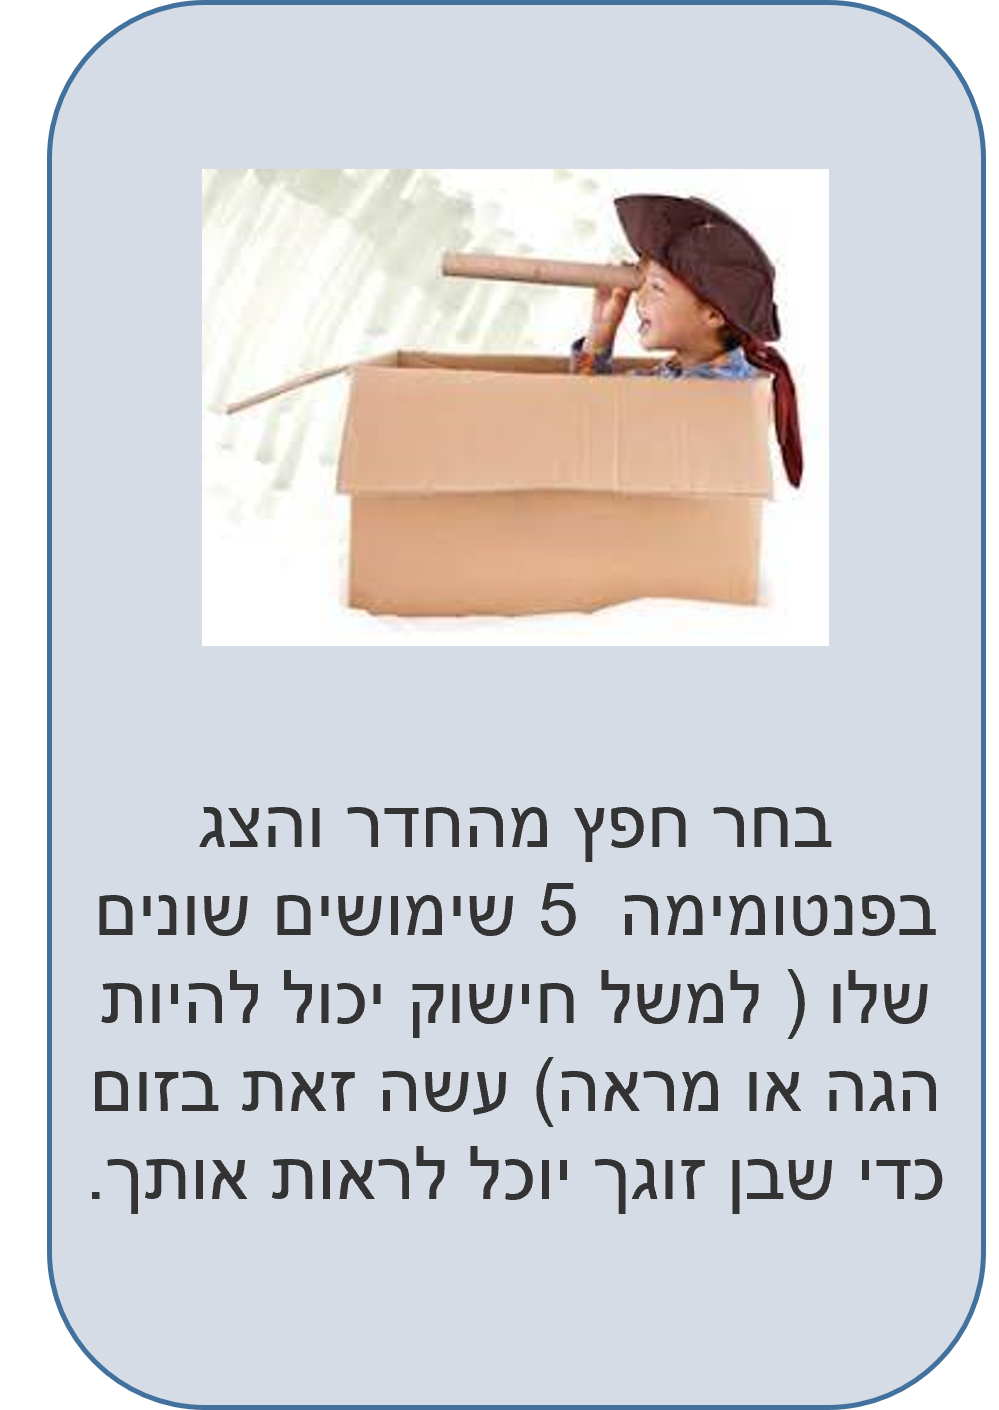 בחר חפץ מהחדר והצג
בפנטומימה  5 שימושים שונים
שלו ( למשל חישוק יכול להיות
הגה או מראה) עשה זאת בזום
כדי שבן זוגך יוכל לראות אותך.